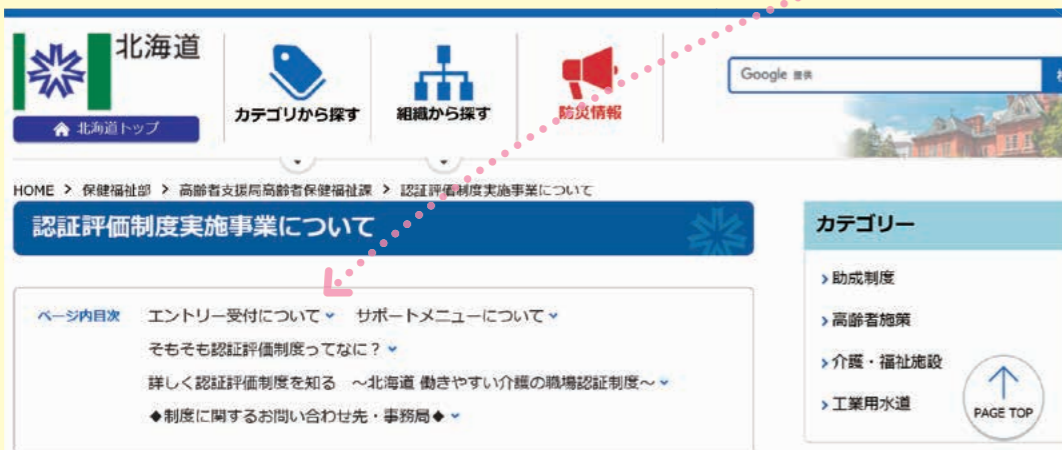 北海道
北海道トップ
カテゴリから探す
組織から探す
防災情報
Google 提供
HOME > 保健福祉部 > 高齢者支援局高齢者保健福祉課 > 認証評価制度実施事業について
認証評価制度実施事業について
ページ内目次
エントリー受付について サポートメニューについて
そもそも認証評価制度ってなに？
詳しく認証評価制度を知る ～北海道 働きやすい介護の職場認証制度～
◆制度に関するお問い合わせ先・事務局◆
カテゴリー
助成制度
高齢者施策
介護・福祉施設
工業用水道
PAGE TOP